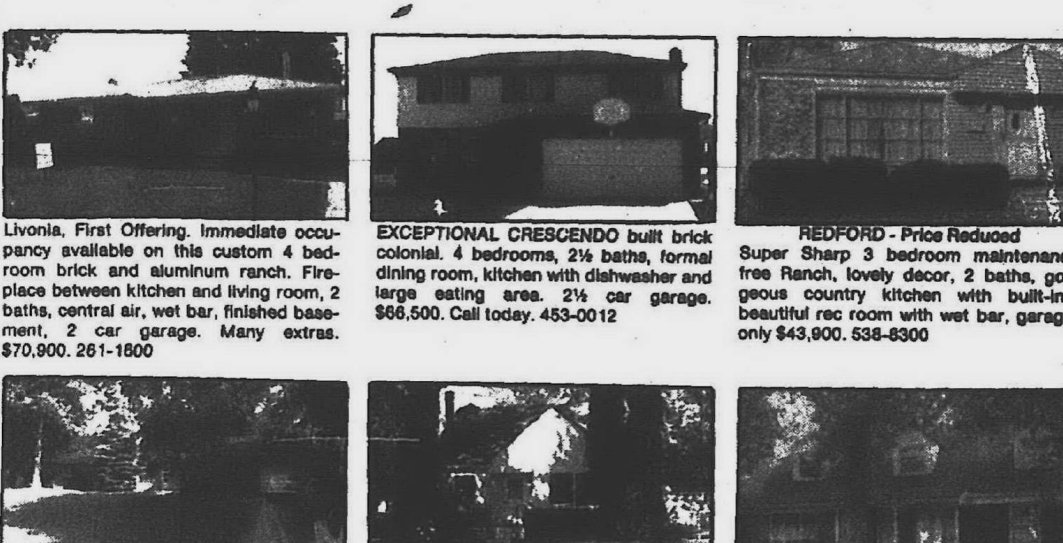 Livonia, First Offering. Immediate occu-
pancy available on this custom 4 bed-
room brick and aluminum ranch. Fire-
place between kitchen and living room, 2
baths, central air, wet bar, finished base-
ment, 2 car garage. Many extras.
$70,900. 261-1600
EXCEPTIONAL CRESCENDO built brick
colonial. 4 bedrooms, 2½ baths, formal
dining room, kitchen with dishwasher and
large eating area. 2½ car garage.
$66,500. Call today. 453-0012
REDFORD - Price Reduced
Super Sharp 3 bedroom maintenanc
free Ranch, lovely decor, 2 baths, go
geous country kitchen with built-in
beautiful rec room with wet bar, garag
only $43,900. 538-8300